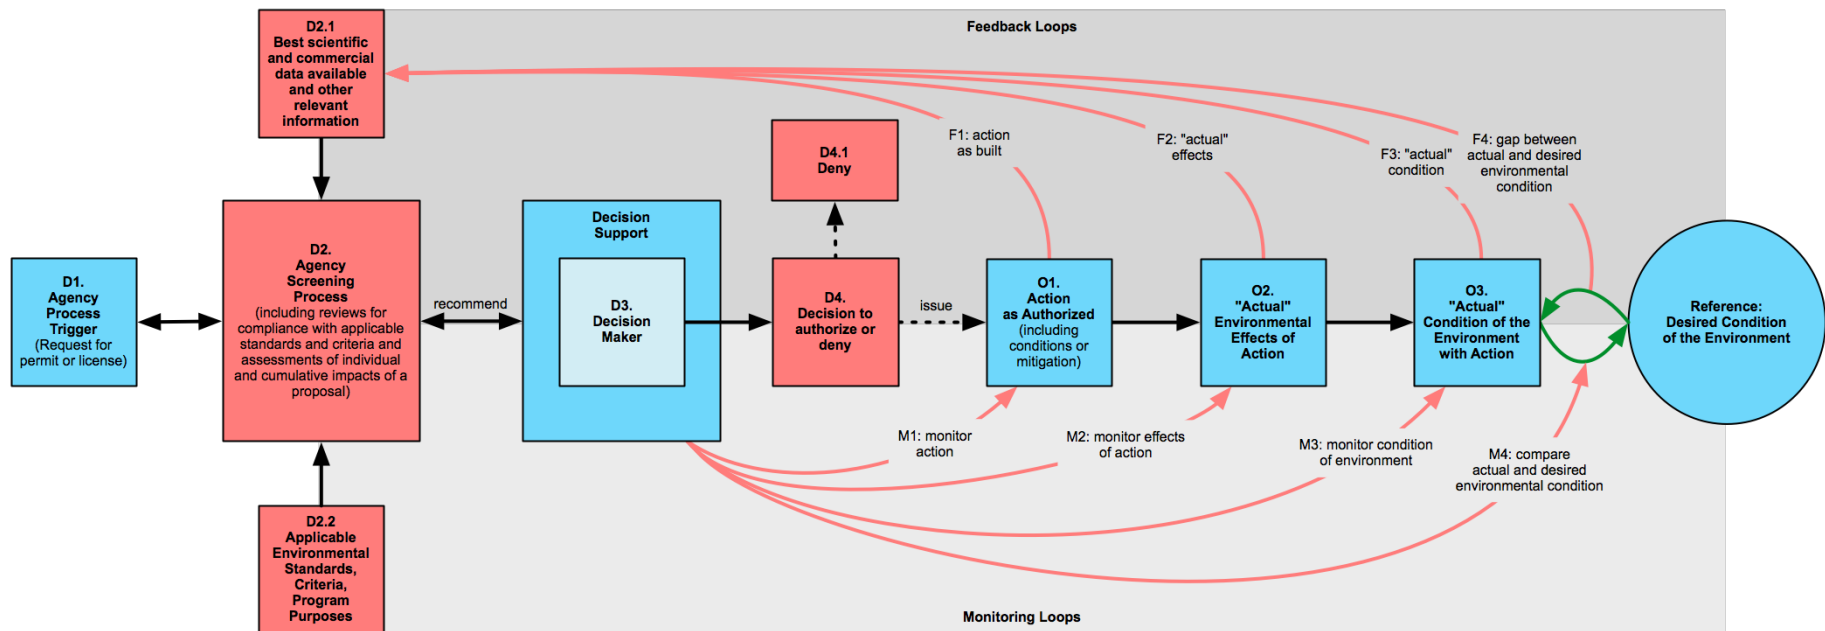 D2.1
Best scientific
and commercial
data available
and other
relevant
information
Feedback Loops
F1: action
as built
F2: "actual"
effects
F3: "actual"
condition
F4: gap between
actual and desired
environmental
condition
D4.1
Deny
D1.
Agency
Process
Trigger
(Request for
permit or license)
D2.
Agency
Screening
Process
(including reviews for
compliance with applicable
standards and criteria and
assessments of individual
and cumulative impacts of a
proposal)
recommend
Decision
Support
D3.
Decision
Maker
D4.
Decision to
authorize or
deny
issue
O1.
Action
as Authorized
(including
conditions or
mitigation)
O2.
"Actual"
Environmental
Effects of
Action
O3.
"Actual"
Condition of the
Environment
with Action
Reference:
Desired Condition
of the Environment
M1: monitor
action
M2: monitor effects
of action
M3: monitor condition
of environment
M4: compare
actual and desired
environmental condition
D2.2
Applicable
Environmental
Standards,
Criteria,
Program
Purposes
Monitoring Loops